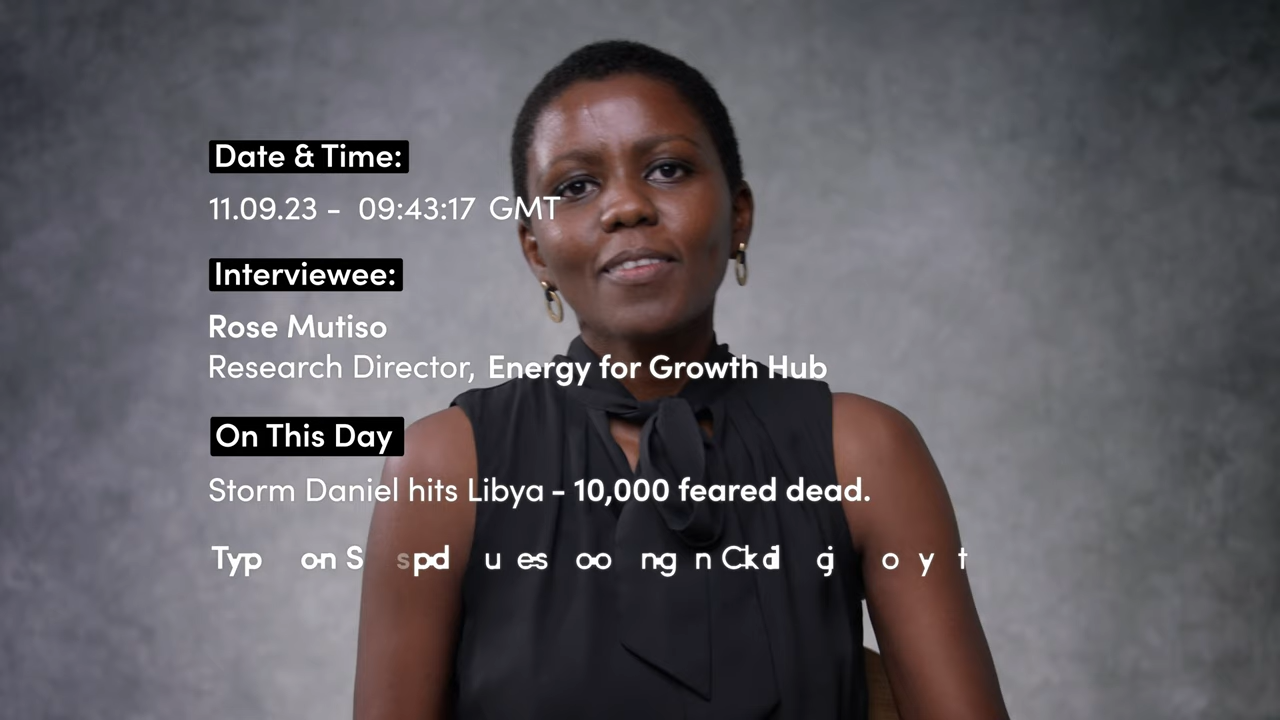 Date & Time:
11.09.23 - 09:43:17 GMT
Interviewee:
Rose Mutiso
Research Director, Energy for Growth Hub
On This Day
Storm Daniel hits Libya - 10,000 feared dead.